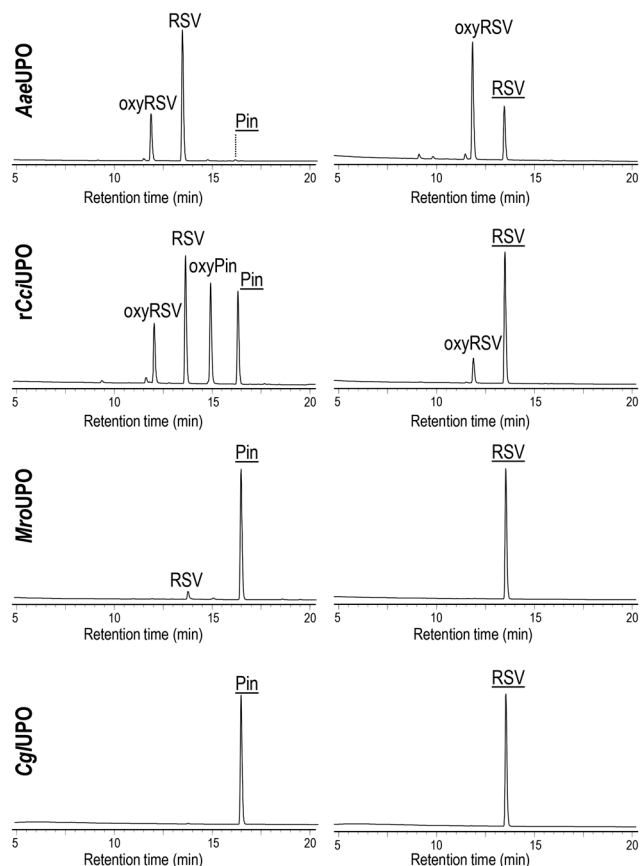 AaeUPO
RSV
oxyRSV
Pin
5 10 15 20
Retention time (min)
oxyRSV
RSV
5 10 15 20
Retention time (min)
rCciUPO
RSV
oxyPin
Pin
oxyRSV
5 10 15 20
Retention time (min)
RSV
oxyRSV
5 10 15 20
Retention time (min)
MroUPO
Pin
RSV
5 10 15 20
Retention time (min)
RSV
5 10 15 20
Retention time (min)
CglUPO
Pin
5 10 15 20
Retention time (min)
RSV
5 10 15 20
Retention time (min)